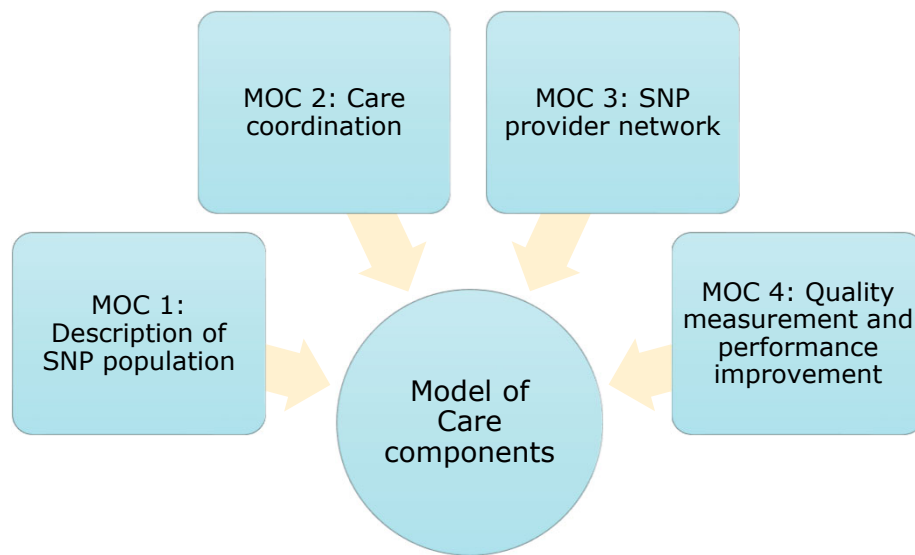 MOC 2: Care
coordination
MOC 3: SNP
provider network
MOC 1:
Description of
SNP population
MOC 4: Quality
measurement and
performance
improvement
Model of
Care
components